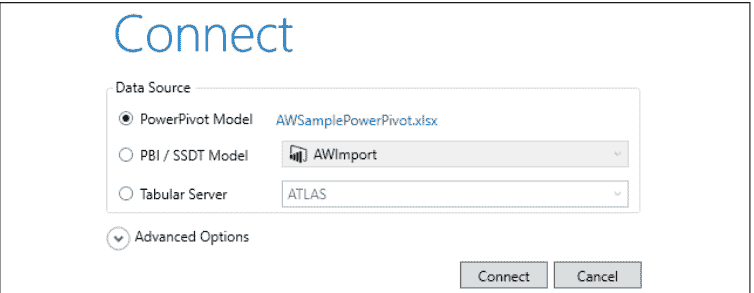 Connect
Data Source
PowerPivot Model AWSamplePowerPivot.xlsx
PBI / SSDT Model AWImport
Tabular Server ATLAS
Advanced Options
Connect Cancel